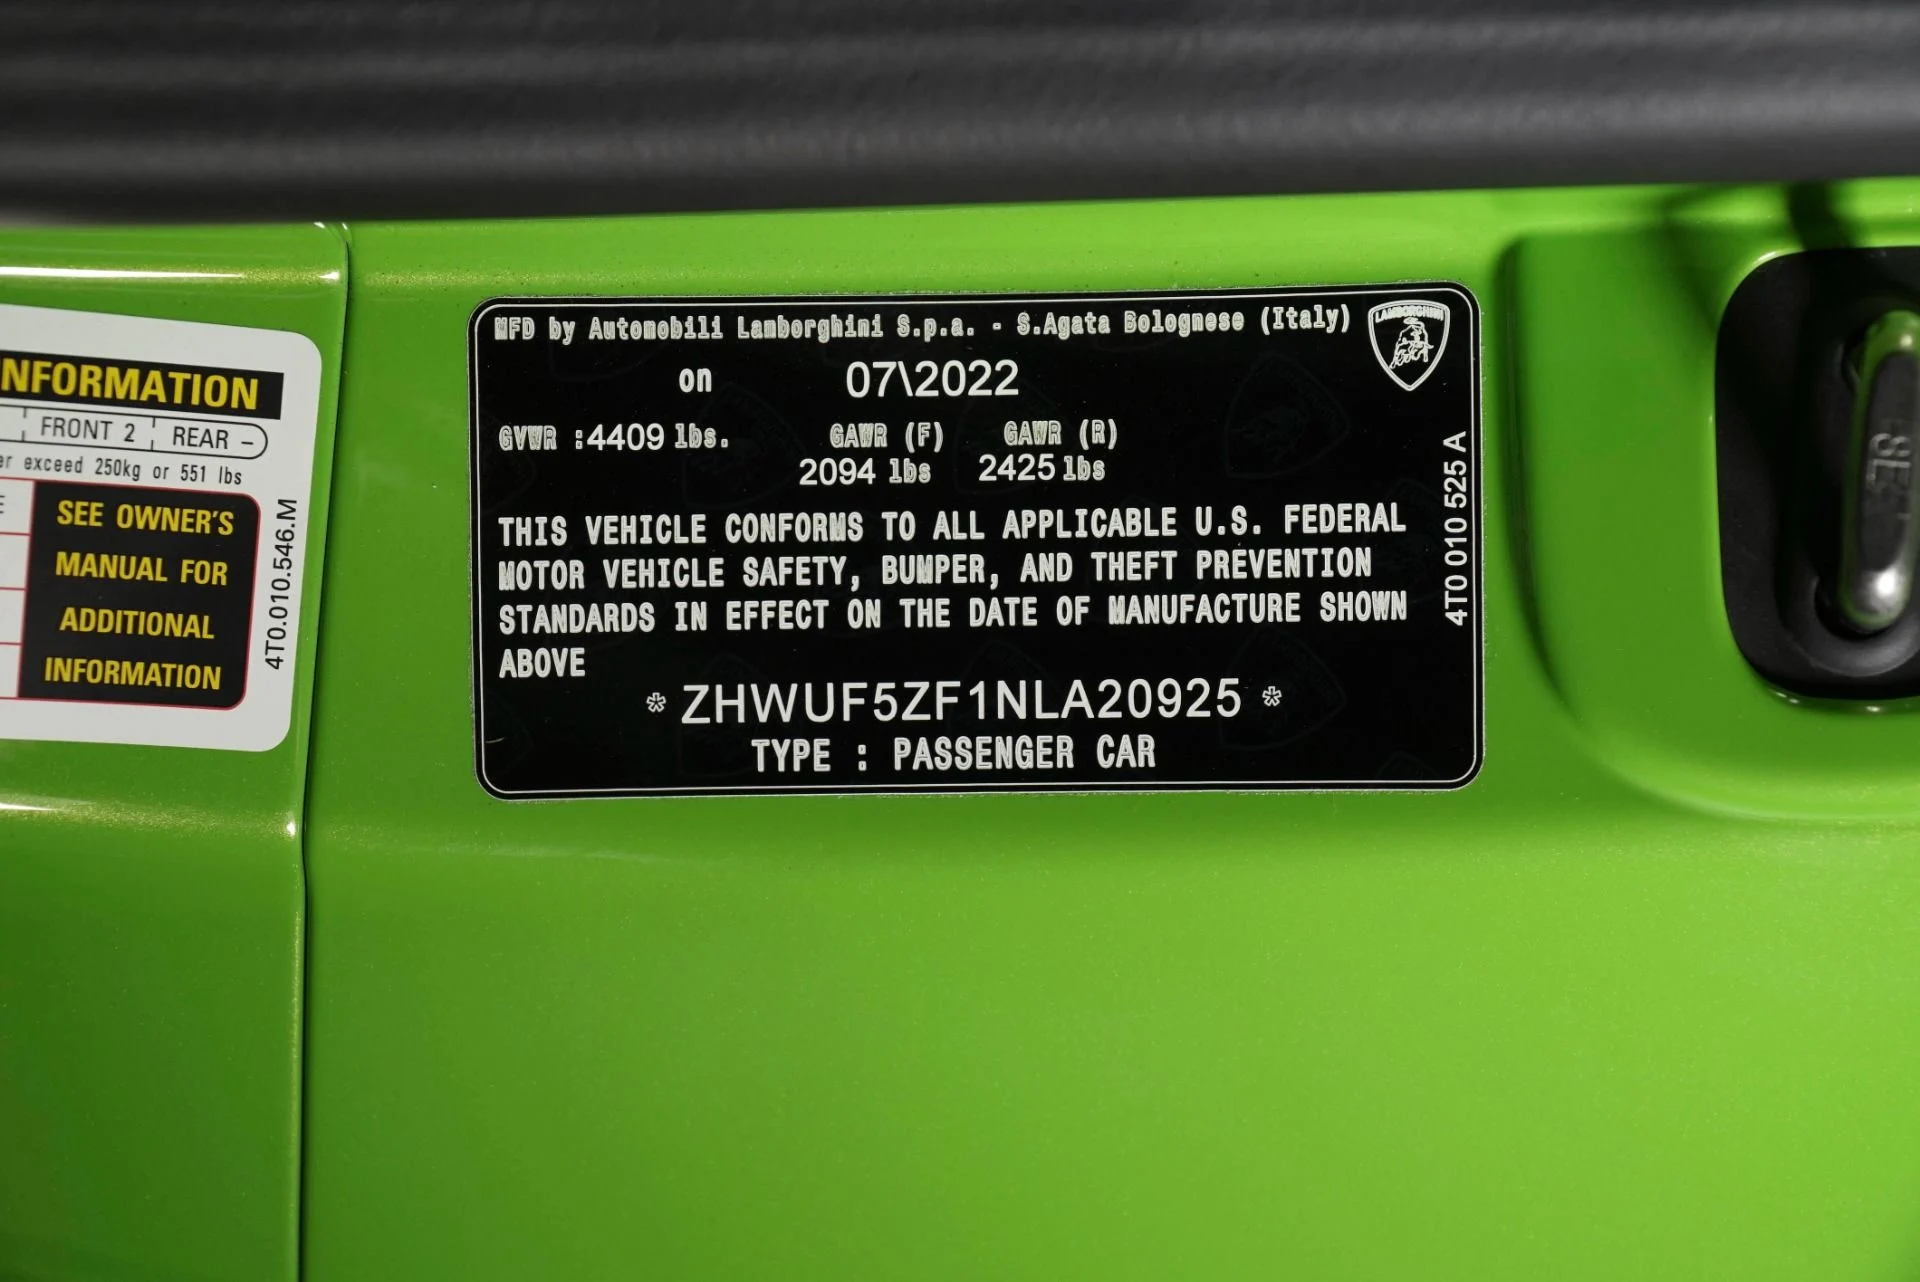 MFD by Automobili Lamborghini S.p.a. - S.Agata Bolognese (Italy)
LAMBORGHINI
on 07\2022
GVWR :4409 lbs. GAWR (F) GAWR (R)
2094 lbs 2425 lbs
THIS VEHICLE CONFORMS TO ALL APPLICABLE U.S. FEDERAL
MOTOR VEHICLE SAFETY, BUMPER, AND THEFT PREVENTION
STANDARDS IN EFFECT ON THE DATE OF MANUFACTURE SHOWN
ABOVE
* ZHWUF5ZF1NLA20925 *
TYPE : PASSENGER CAR
4T0 010 525 A
NFORMATION
FRONT 2 REAR -
er exceed 250kg or 551 lbs
E
SEE OWNER'S
MANUAL FOR
ADDITIONAL
INFORMATION
4T0.010.546.M